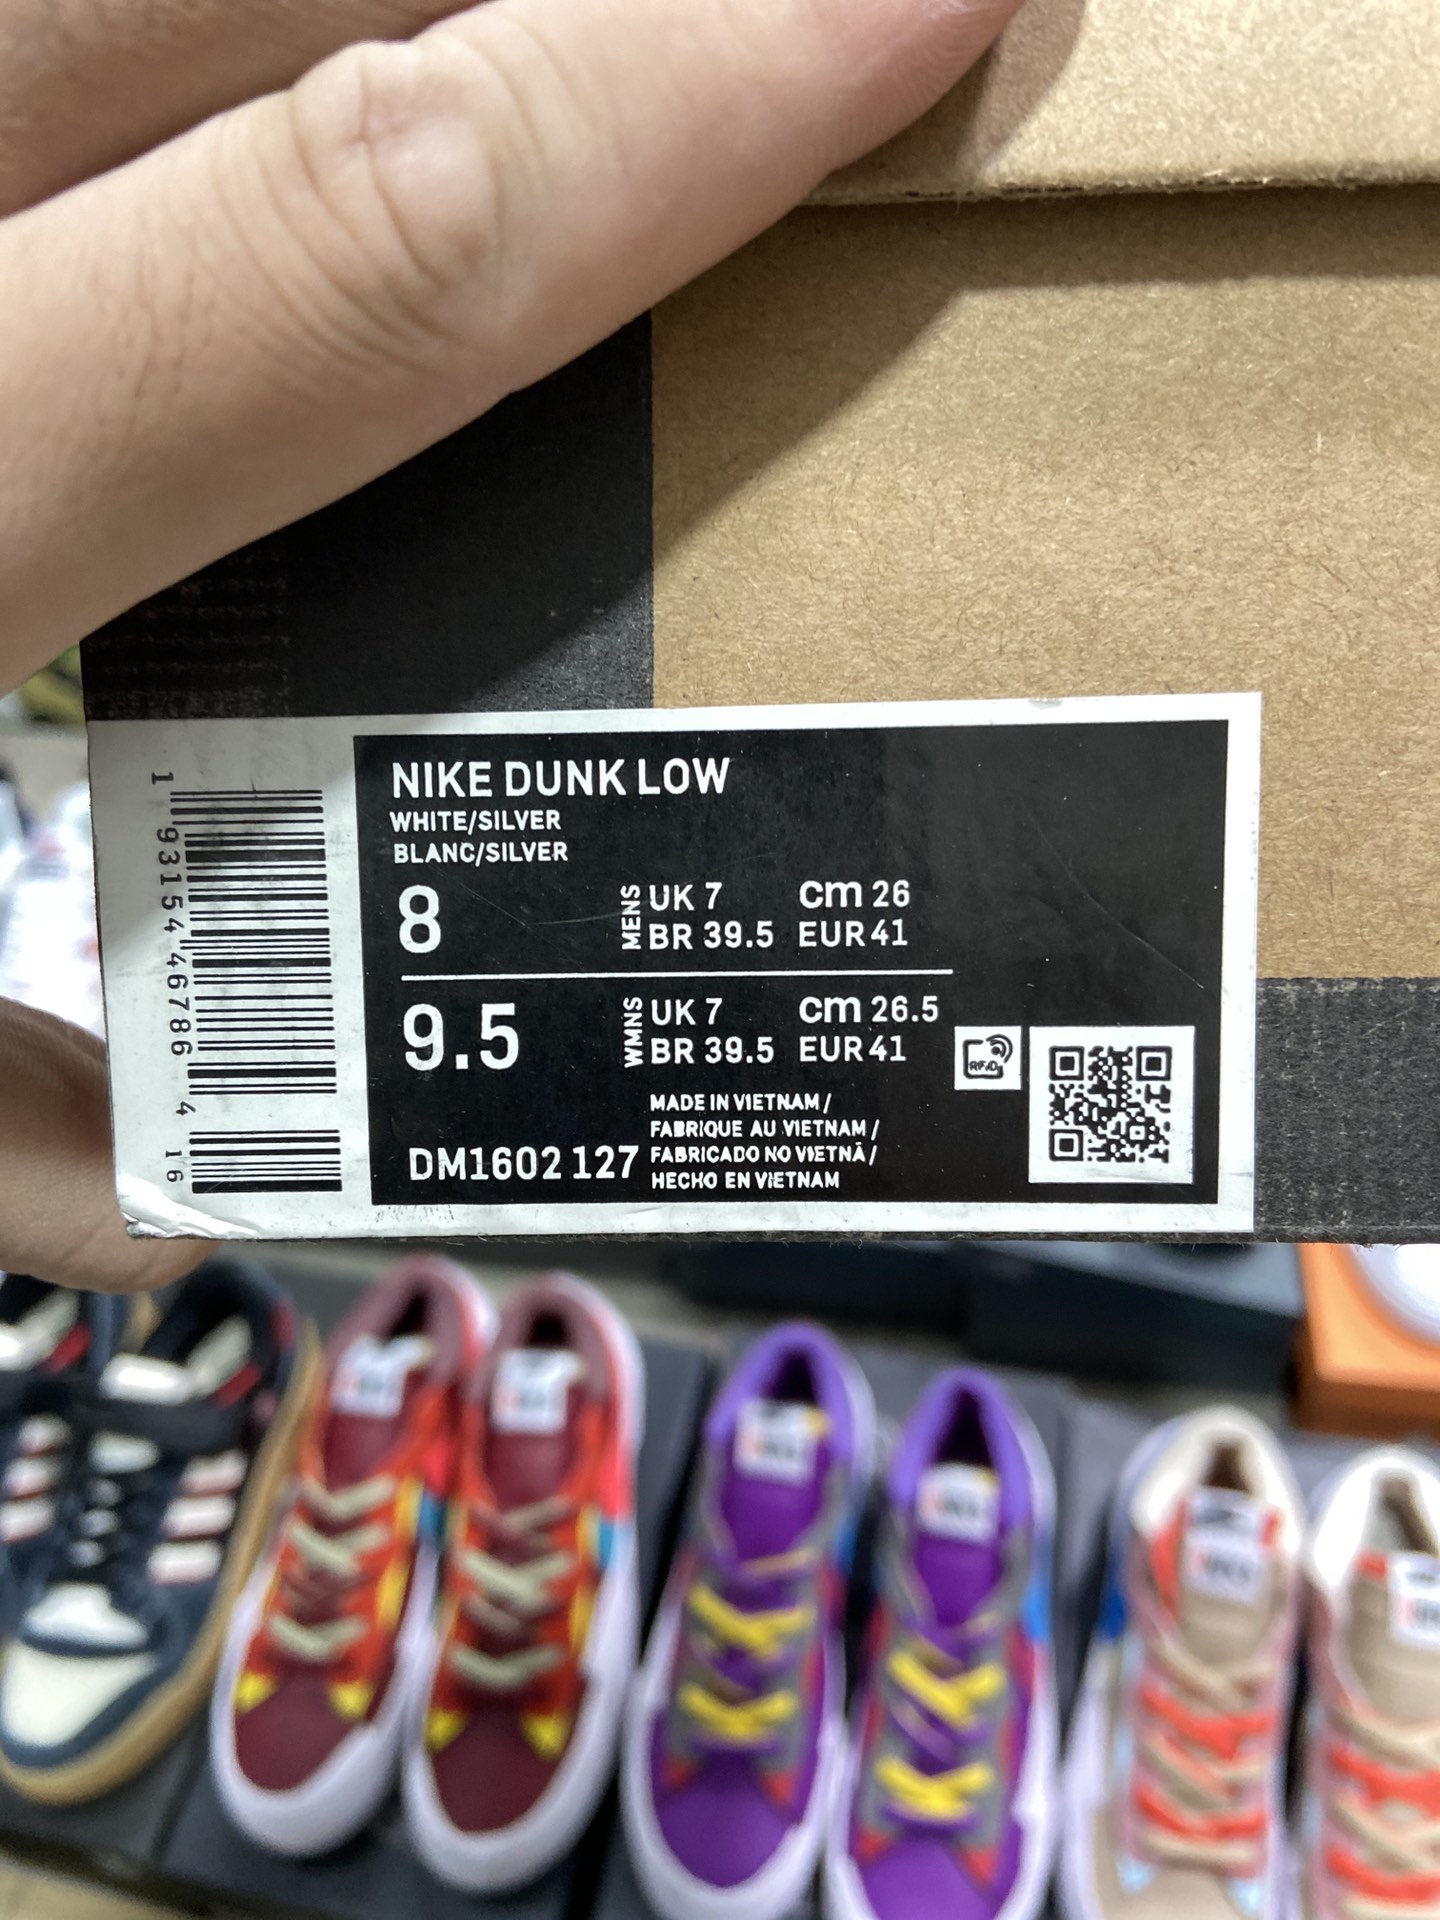 NIKE DUNK LOW
WHITE/SILVER
BLANC/SILVER
8
MENS
UK 7 cm 26
BR 39.5 EUR 41
9.5
WMNS
UK 7 cm 26.5
BR 39.5 EUR 41
RFID
MADE IN VIETNAM /
FABRIQUE AU VIETNAM /
FABRICADO NO VIETNÃ /
HECHO EN VIETNAM
DM1602 127
1 93154 46786 4 16